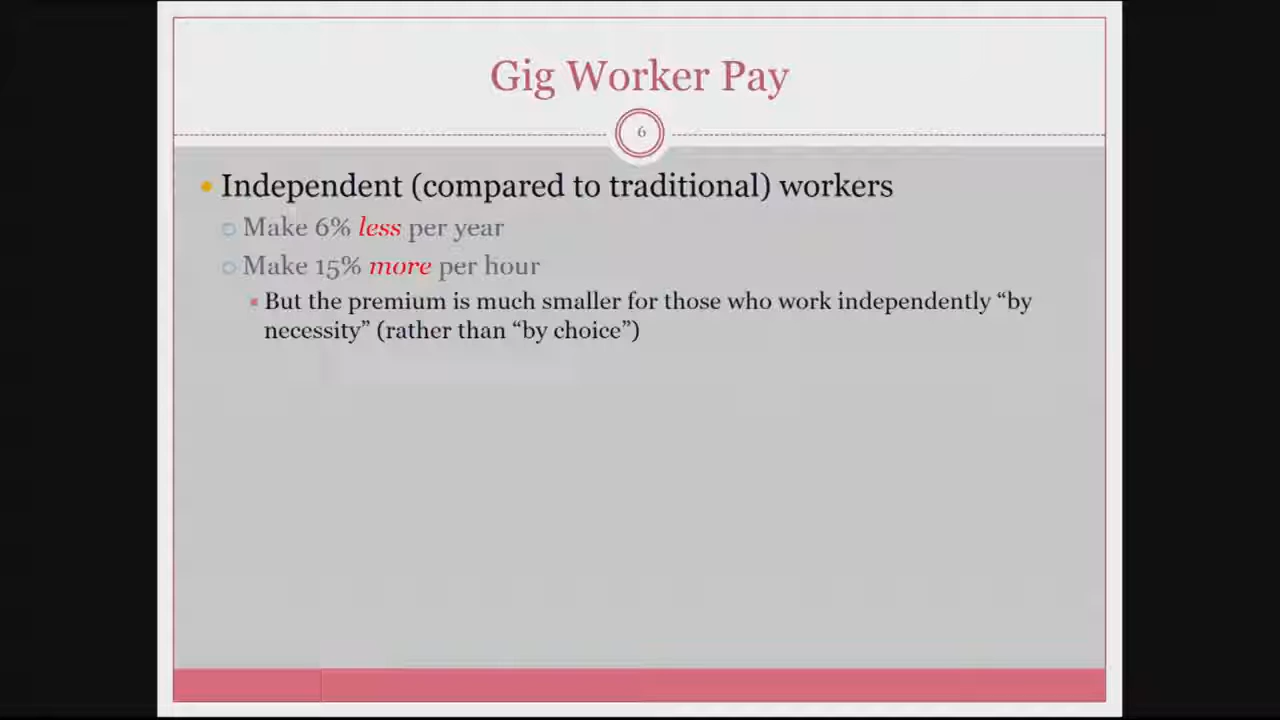 Gig Worker Pay
6
Independent (compared to traditional) workers
Make 6% less per year
Make 15% more per hour
But the premium is much smaller for those who work independently “by
necessity” (rather than “by choice”)